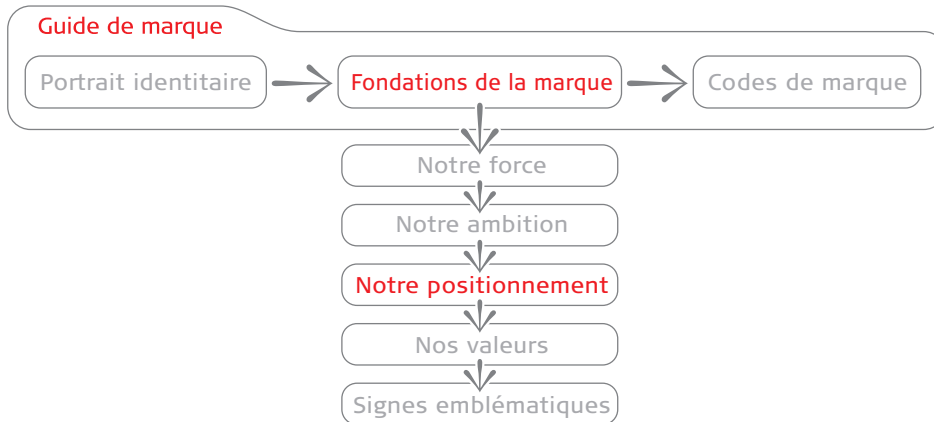 Guide de marque
Portrait identitaire
Fondations de la marque
Codes de marque
Notre force
Notre ambition
Notre positionnement
Nos valeurs
Signes emblématiques